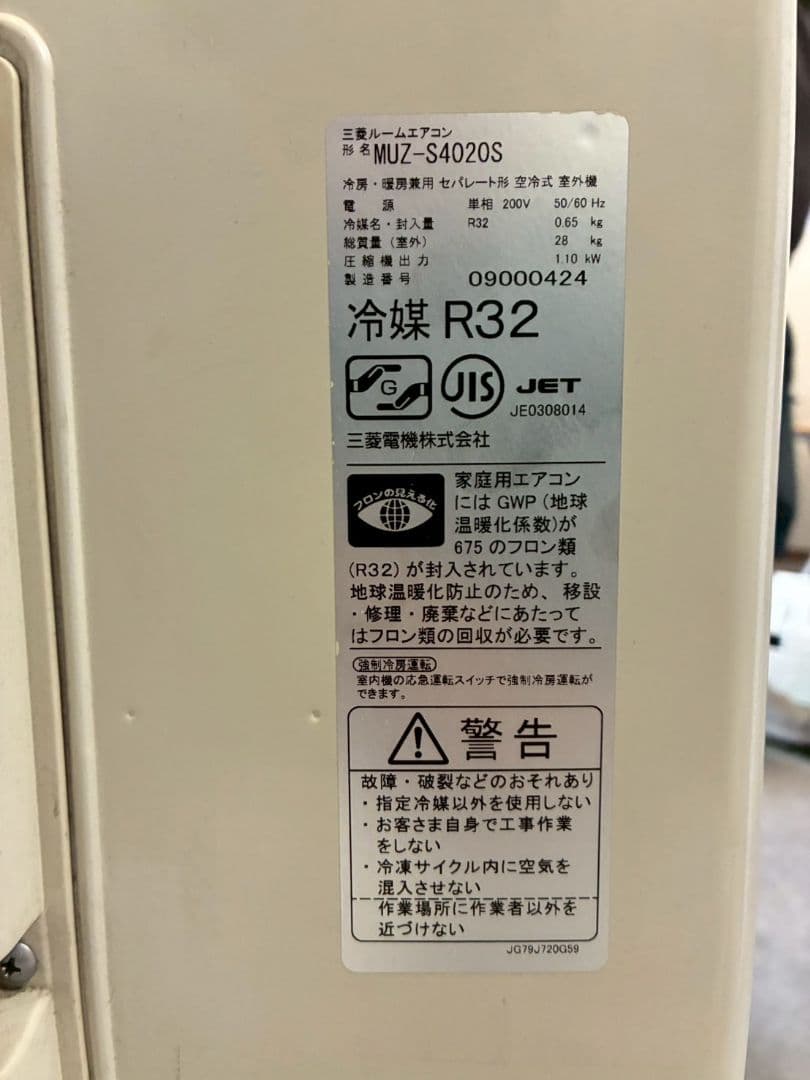 三菱ルームエアコン
形名 MUZ-S4020S
冷房・暖房兼用 セパレート形 空冷式 室外機
電源 単相 200V 50/60 Hz
冷媒名・封入量 R32 0.65 kg
総質量（室外） 28 kg
圧縮機出力 1.10 kW
製造番号 09000424
冷媒 R32
G
JIS
JET
JE0308014
三菱電機株式会社
フロンの見える化
家庭用エアコン
には GWP（地球
温暖化係数)が
675 のフロン類
(R32）が封入されています。
地球温暖化防止のため、移設
・修理・廃棄などにあたって
はフロン類の回収が必要です。
強制冷房運転
室内機の応急運転スイッチで強制冷房運転が
できます。
警告
故障・破裂などのおそれあり
・指定冷媒以外を使用しない
・お客さま自身で工事作業
をしない
・冷凍サイクル内に空気を
混入させない
作業場所に作業者以外を
近づけない
JG79J720G59